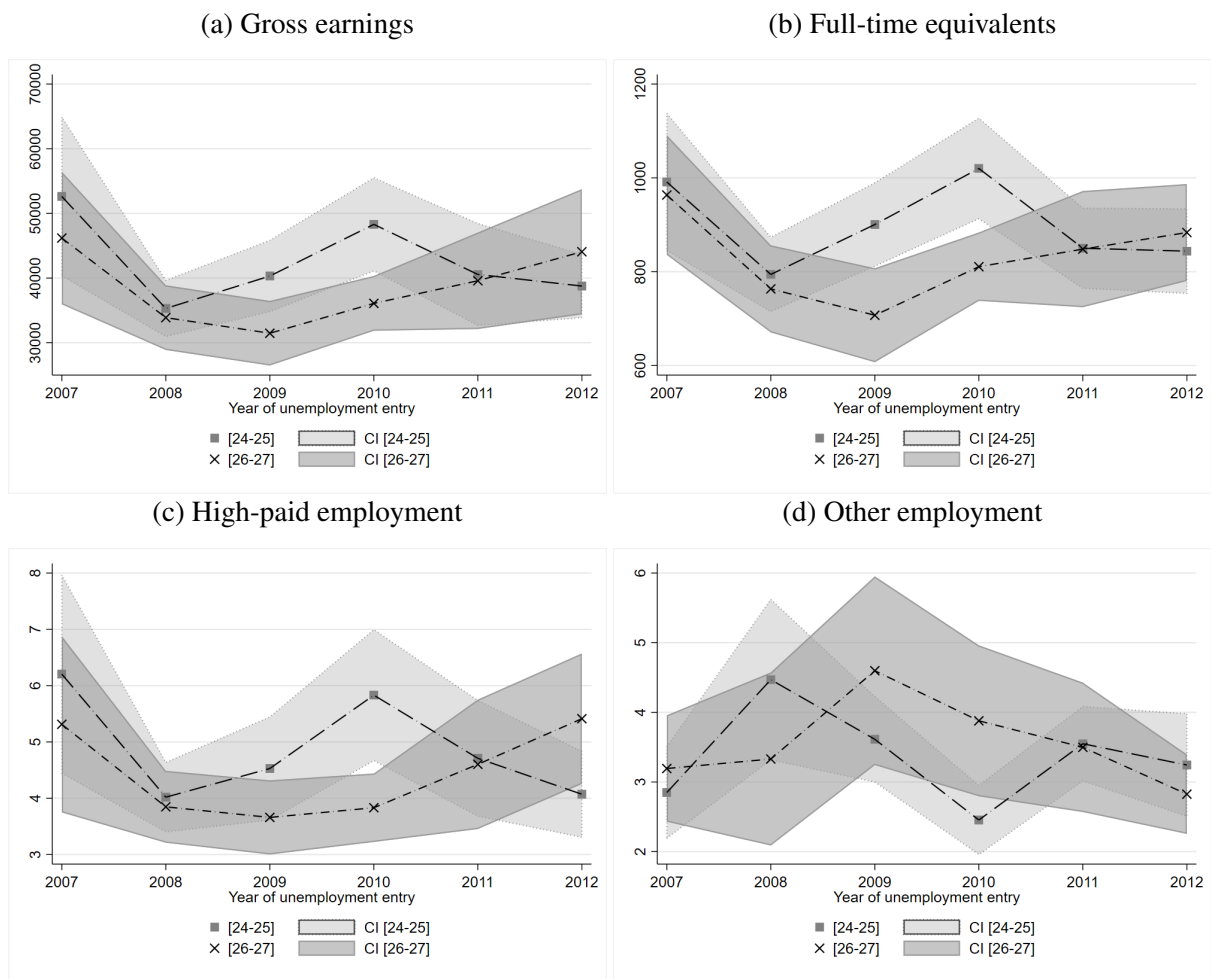 (a) Gross earnings
70000
60000
50000
40000
30000
2007 2008 2009 2010 2011 2012
Year of unemployment entry
[24-25] CI [24-25]
[26-27] CI [26-27]
(b) Full-time equivalents
1200
1000
800
600
2007 2008 2009 2010 2011 2012
Year of unemployment entry
[24-25] CI [24-25]
[26-27] CI [26-27]
(c) High-paid employment
8
7
6
5
4
3
2007 2008 2009 2010 2011 2012
Year of unemployment entry
[24-25] CI [24-25]
[26-27] CI [26-27]
(d) Other employment
6
5
4
3
2
2007 2008 2009 2010 2011 2012
Year of unemployment entry
[24-25] CI [24-25]
[26-27] CI [26-27]